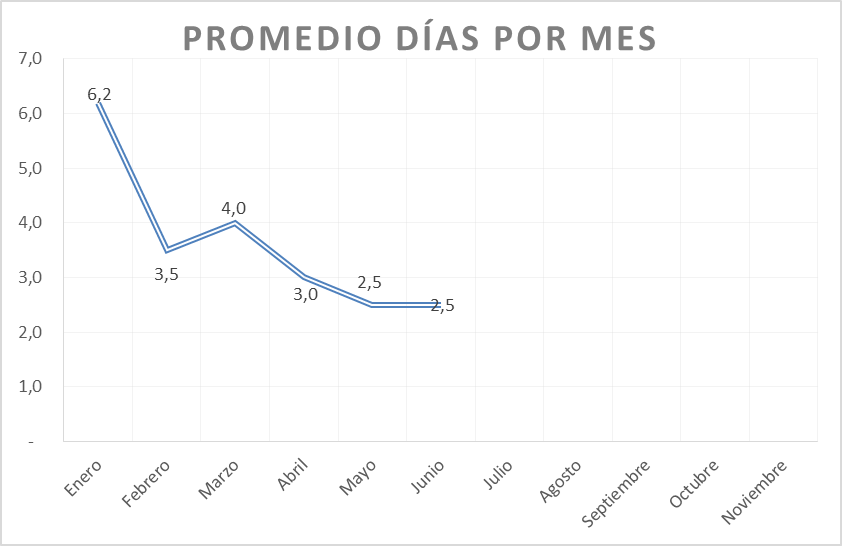 PROMEDIO DÍAS POR MES
7,0
6,0
5,0
4,0
3,0
2,0
1,0
-
6,2
3,5
4,0
3,0
2,5
2,5
Enero
Febrero
Marzo
Abril
Mayo
Junio
Julio
Agosto
Septiembre
Octubre
Noviembre